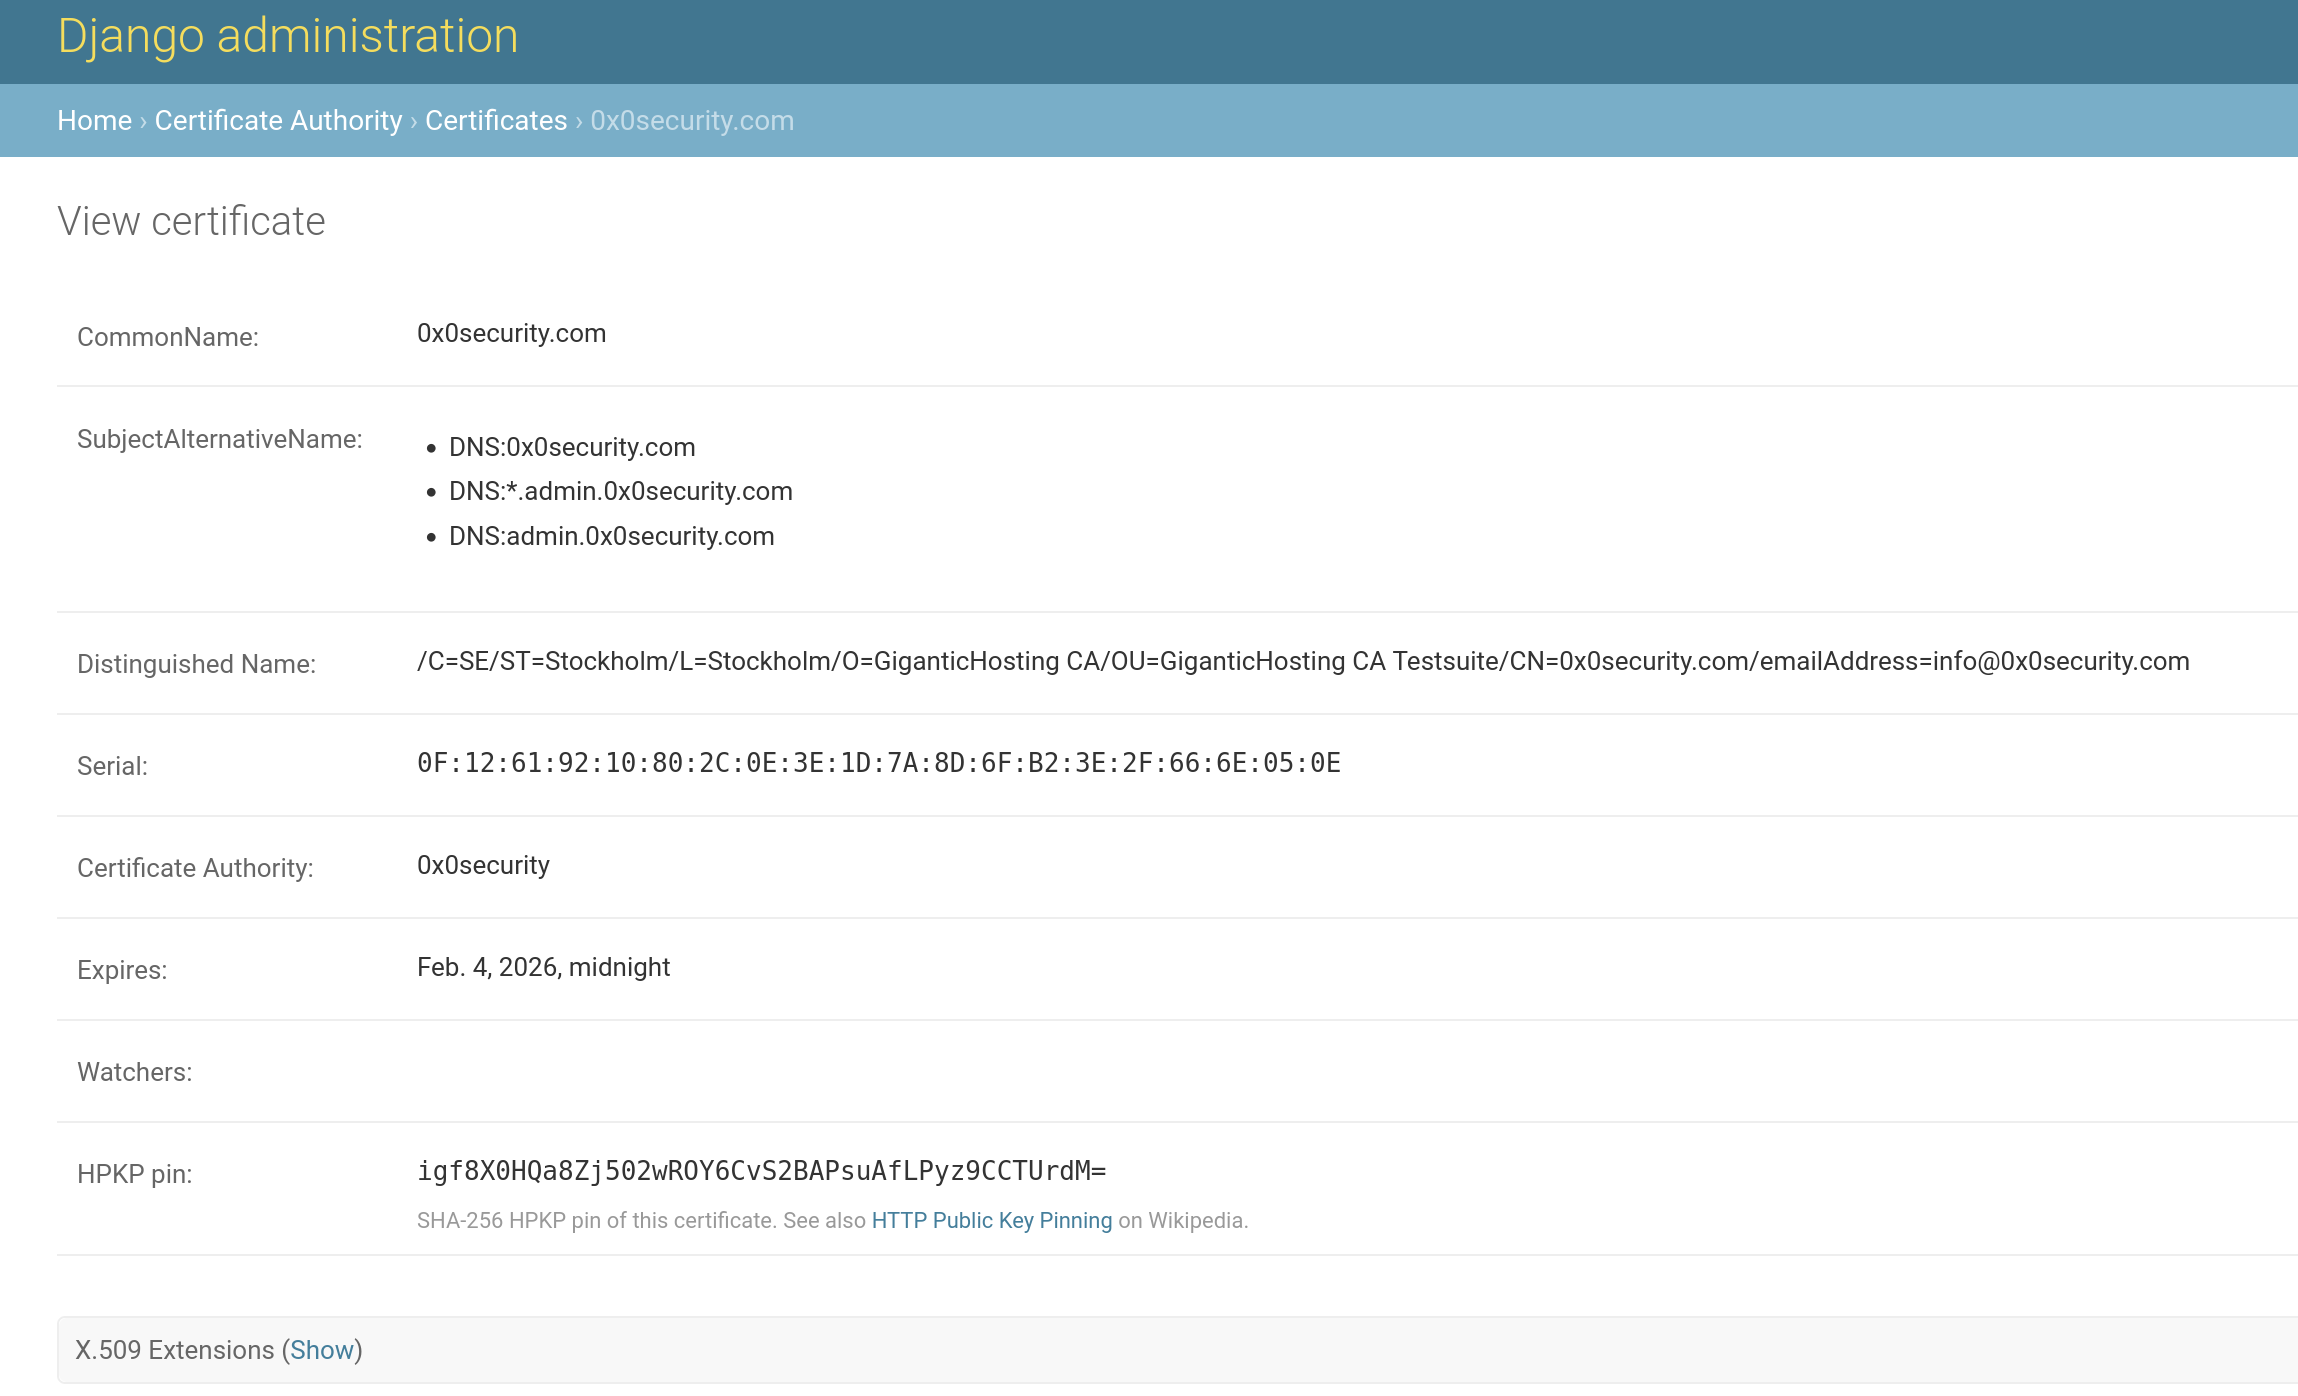 Django administration
Home › Certificate Authority › Certificates › 0x0security.com
View certificate
CommonName: 0x0security.com
SubjectAlternativeName:
• DNS:0x0security.com
• DNS:*.admin.0x0security.com
• DNS:admin.0x0security.com
Distinguished Name: /C=SE/ST=Stockholm/L=Stockholm/O=GiganticHosting CA/OU=GiganticHosting CA Testsuite/CN=0x0security.com/emailAddress=info@0x0security.com
Serial: 0F:12:61:92:10:80:2C:0E:3E:1D:7A:8D:6F:B2:3E:2F:66:6E:05:0E
Certificate Authority: 0x0security
Expires: Feb. 4, 2026, midnight
Watchers:
HPKP pin: igf8X0HQa8Zj502wROY6CvS2BAPsuAfLPyz9CCTUrdM=
SHA-256 HPKP pin of this certificate. See also HTTP Public Key Pinning on Wikipedia.
X.509 Extensions (Show)